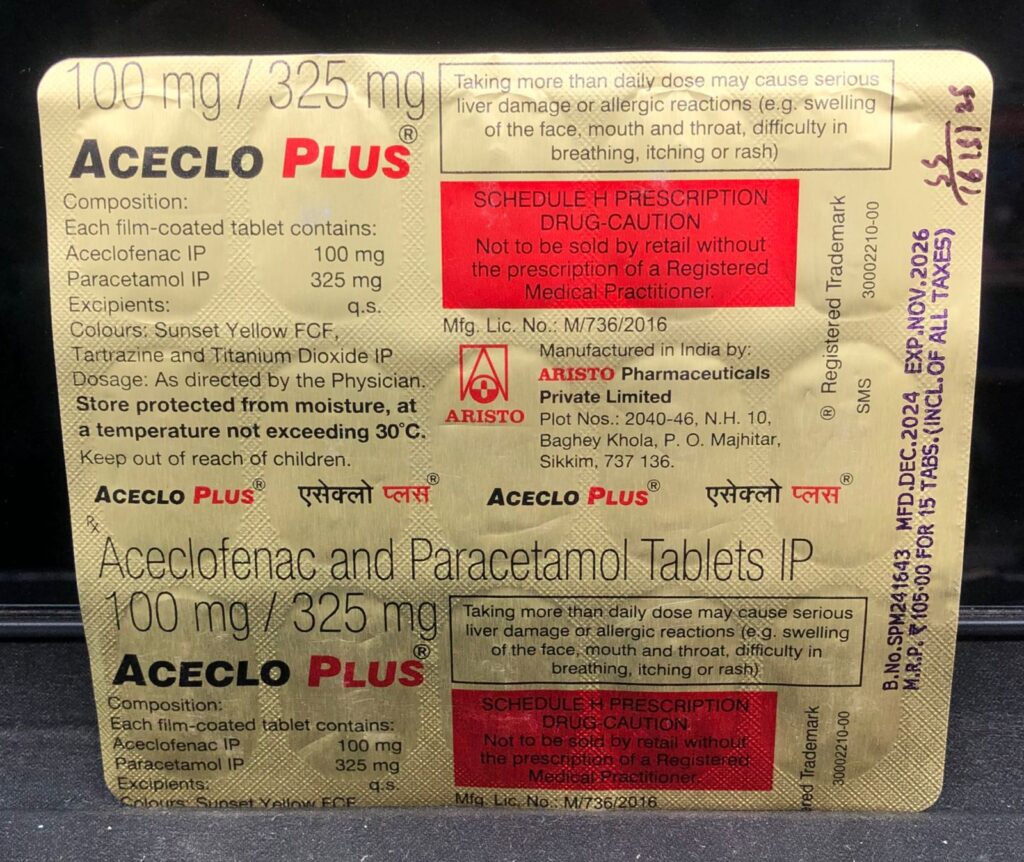 100 mg / 325 mg
ACECLO PLUS®
Composition:
Each film-coated tablet contains:
Aceclofenac IP 100 mg
Paracetamol IP 325 mg
Excipients: q.s.
Colours: Sunset Yellow FCF,
Tartrazine and Titanium Dioxide IP
Dosage: As directed by the Physician.
Store protected from moisture, at
a temperature not exceeding 30°C.
Keep out of reach of children.
Taking more than daily dose may cause serious
liver damage or allergic reactions (e.g. swelling
of the face, mouth and throat, difficulty in
breathing, itching or rash)
SCHEDULE H PRESCRIPTION
DRUG-CAUTION
Not to be sold by retail without
the prescription of a Registered
Medical Practitioner.
Mfg. Lic. No.: M/736/2016
ARISTO
Manufactured in India by:
ARISTO Pharmaceuticals
Private Limited
Plot Nos.: 2040-46, N.H. 10,
Baghey Khola, P. O. Majhitar,
Sikkim, 737 136.
® Registered Trademark
SMS 30002210-00
ACECLO PLUS® एसेक्लो प्लस® ACECLO PLUS® एसेक्लो प्लस®
Rx
Aceclofenac and Paracetamol Tablets IP
100 mg / 325 mg
ACECLO PLUS®
Composition:
Each film-coated tablet contains:
Aceclofenac IP 100 mg
Paracetamol IP 325 mg
Excipients: q.s.
Colours: Sunset Yellow FCF
Taking more than daily dose may cause serious
liver damage or allergic reactions (e.g. swelling
of the face, mouth and throat, difficulty in
breathing, itching or rash)
SCHEDULE H PRESCRIPTION
DRUG-CAUTION
Not to be sold by retail without
the prescription of a Registered
Medical Practitioner.
Mfg. Lic. No.: M/736/2016
ered Trademark
30002210-00
B.No.SPM241643 MFD.DEC.2024 EXP.NOV.2026
M.R.P. ₹105.00 FOR 15 TABS.(INCL.OF ALL TAXES)